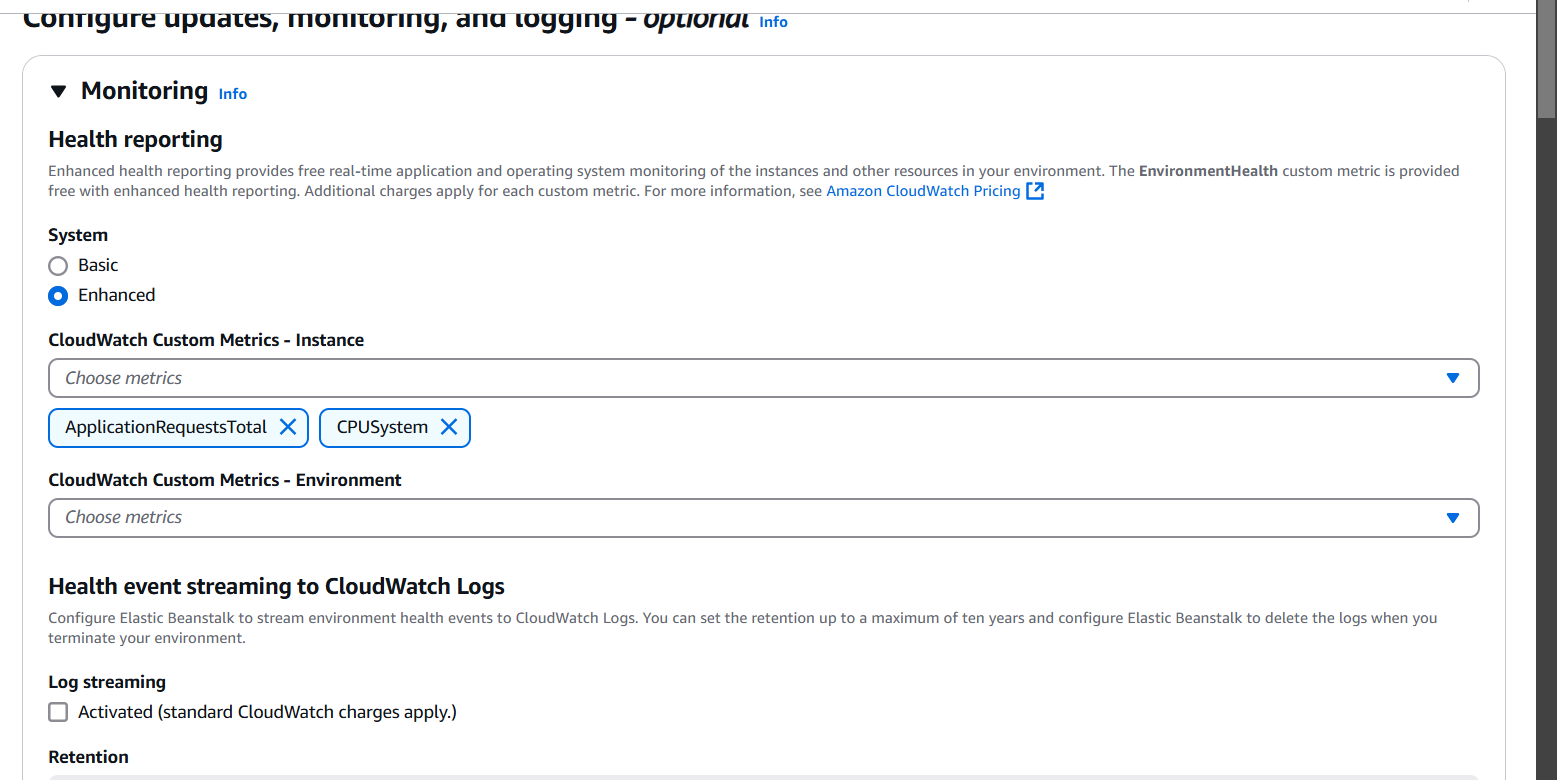 Configure updates, monitoring, and logging - optional Info
Monitoring Info
Health reporting
Enhanced health reporting provides free real-time application and operating system monitoring of the instances and other resources in your environment. The EnvironmentHealth custom metric is provided
free with enhanced health reporting. Additional charges apply for each custom metric. For more information, see Amazon CloudWatch Pricing
System
Basic
Enhanced
CloudWatch Custom Metrics - Instance
Choose metrics
ApplicationRequestsTotal CPUSystem
CloudWatch Custom Metrics - Environment
Choose metrics
Health event streaming to CloudWatch Logs
Configure Elastic Beanstalk to stream environment health events to CloudWatch Logs. You can set the retention up to a maximum of ten years and configure Elastic Beanstalk to delete the logs when you
terminate your environment.
Log streaming
Activated (standard CloudWatch charges apply.)
Retention